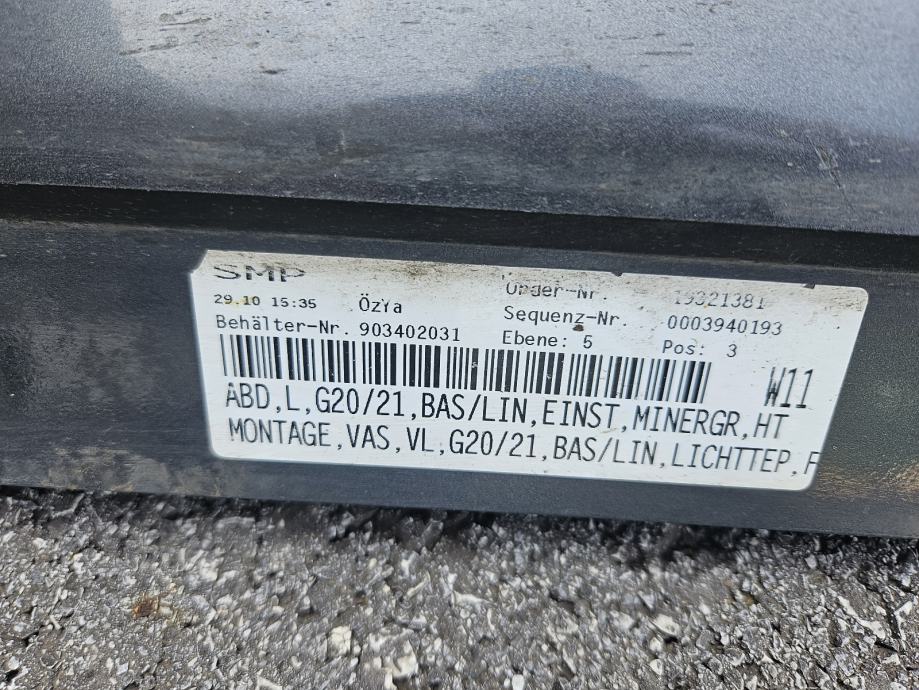 SMP
Order-Nr. 19321381
29.10 15:35 ÖzYa
Sequenz-Nr. 0003940193
Behälter-Nr. 903402031
Ebene: 5 Pos: 3
W11
ABD,L,G20/21,BAS/LIN,EINST,MINERGR,HT
MONTAGE,VAS,VL,G20/21,BAS/LIN,LICHTTEP,F